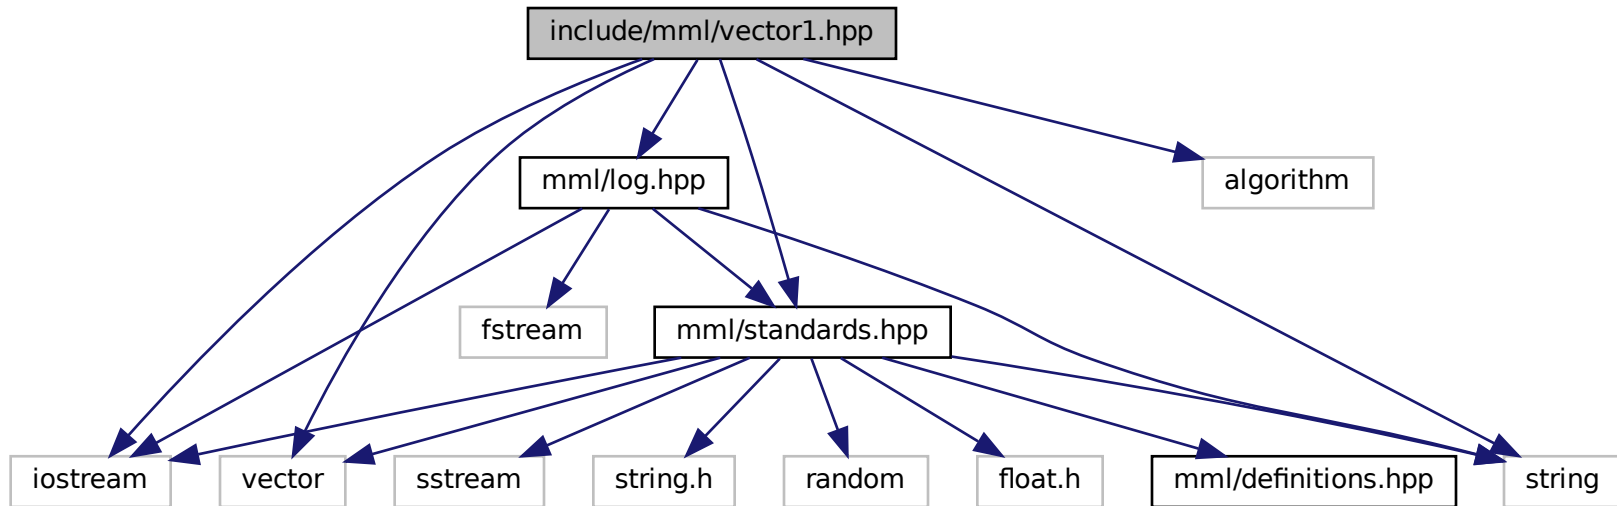 include/mml/vector1.hpp
mml/log.hpp
algorithm
fstream
mml/standards.hpp
iostream
vector
sstream
string.h
random
float.h
mml/definitions.hpp
string